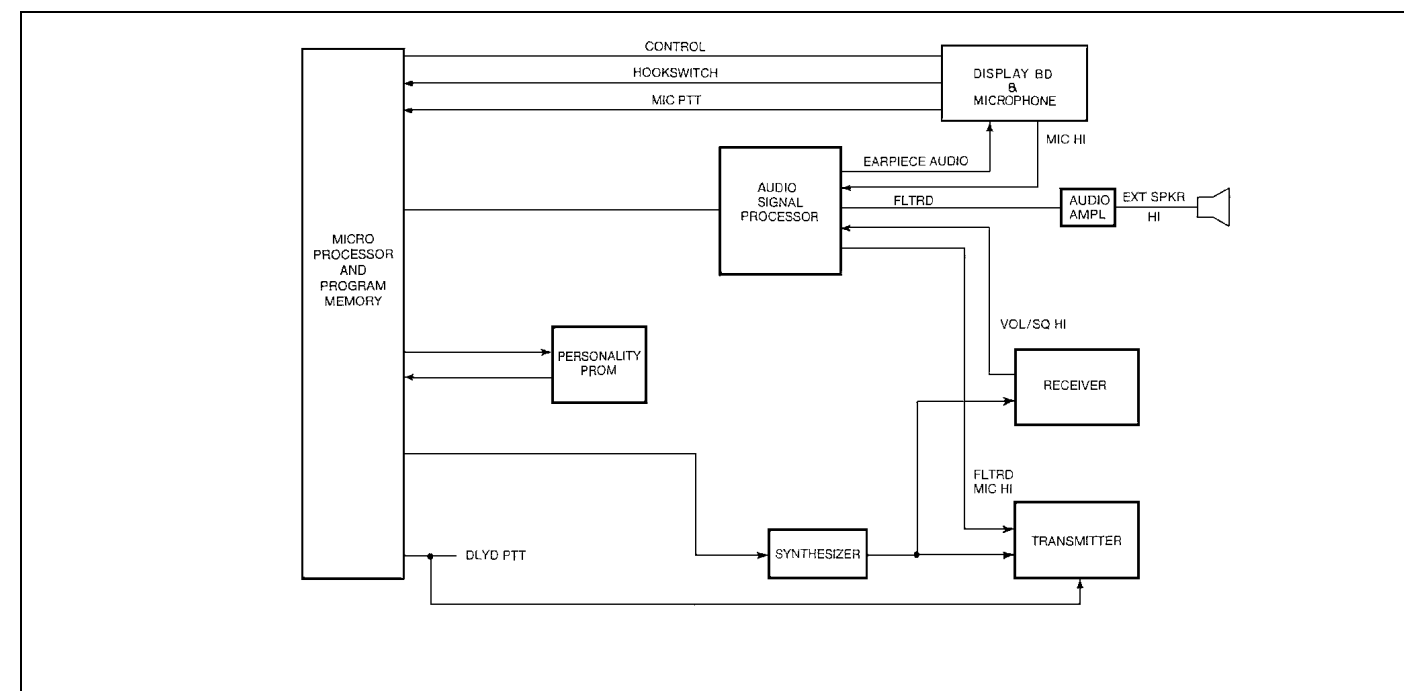 CONTROL
HOOKSWITCH
MIC PTT
DISPLAY BD
&
MICROPHONE
MIC HI
EARPIECE AUDIO
AUDIO
SIGNAL
PROCESSOR
FLTRD
AUDIO
AMPL
EXT SPKR
HI
MICRO
PROCESSOR
AND
PROGRAM
MEMORY
VOL/SQ HI
PERSONALITY
PROM
RECEIVER
FLTRD
MIC HI
TRANSMITTER
SYNTHESIZER
DLYD PTT